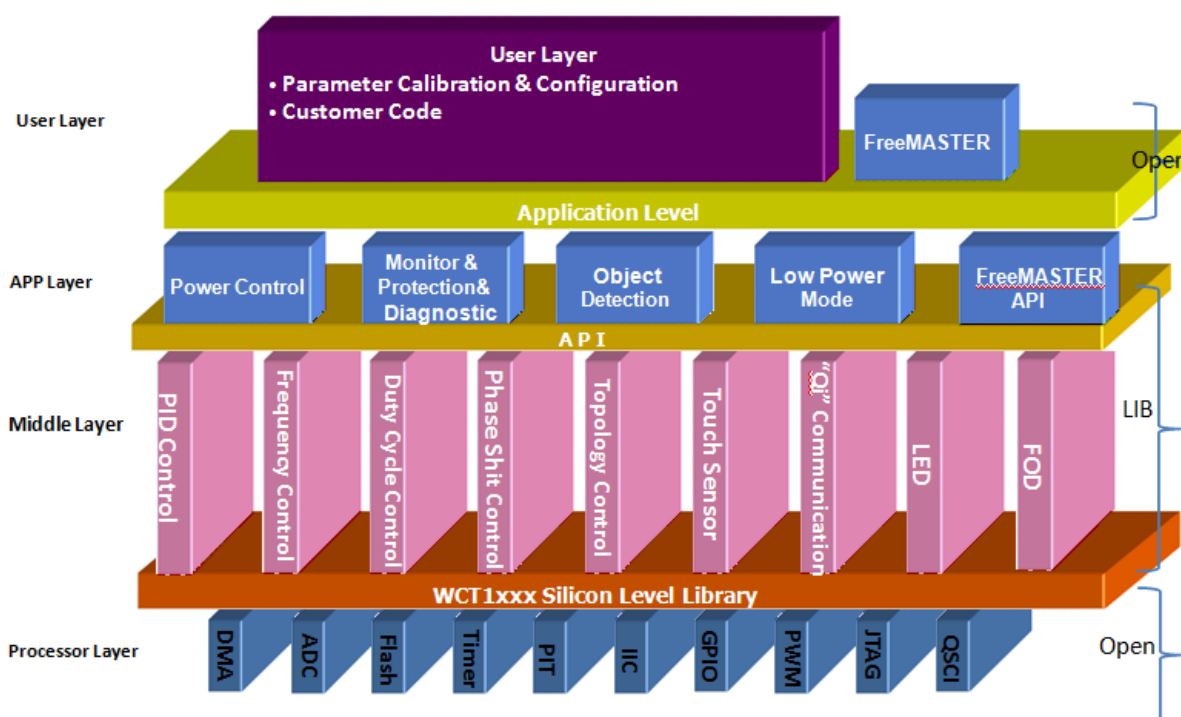 User Layer
• Parameter Calibration & Configuration
• Customer Code
User Layer
FreeMASTER
Open
Application Level
APP Layer
Power Control
Monitor &
Protection&
Diagnostic
Object
Detection
Low Power
Mode
FreeMASTER
API
A P I
Middle Layer
PID Control
Frequency Control
Duty Cycle Control
Phase Shit Control
Topology Control
Touch Sensor
“Qi” Communication
LED
FOD
LIB
WCT1xxx Silicon Level Library
Processor Layer
DMA
ADC
Flash
Timer
PIT
IIC
GPIO
PWM
JTAG
QSCI
Open